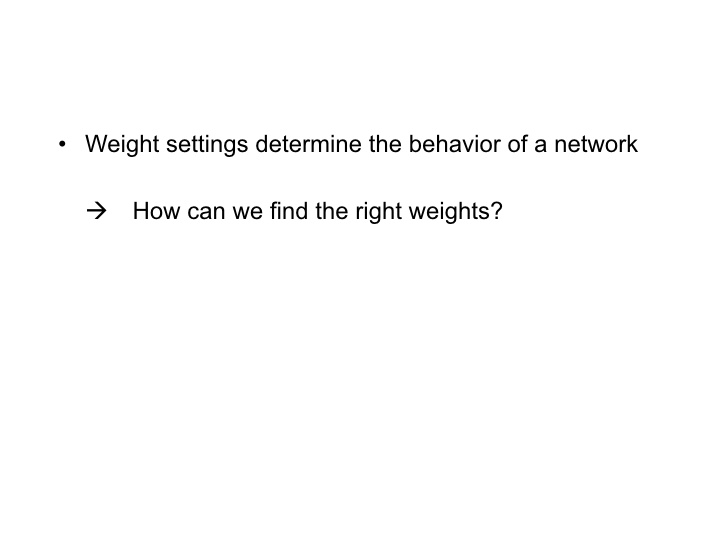 • Weight settings determine the behavior of a network
→ How can we find the right weights?